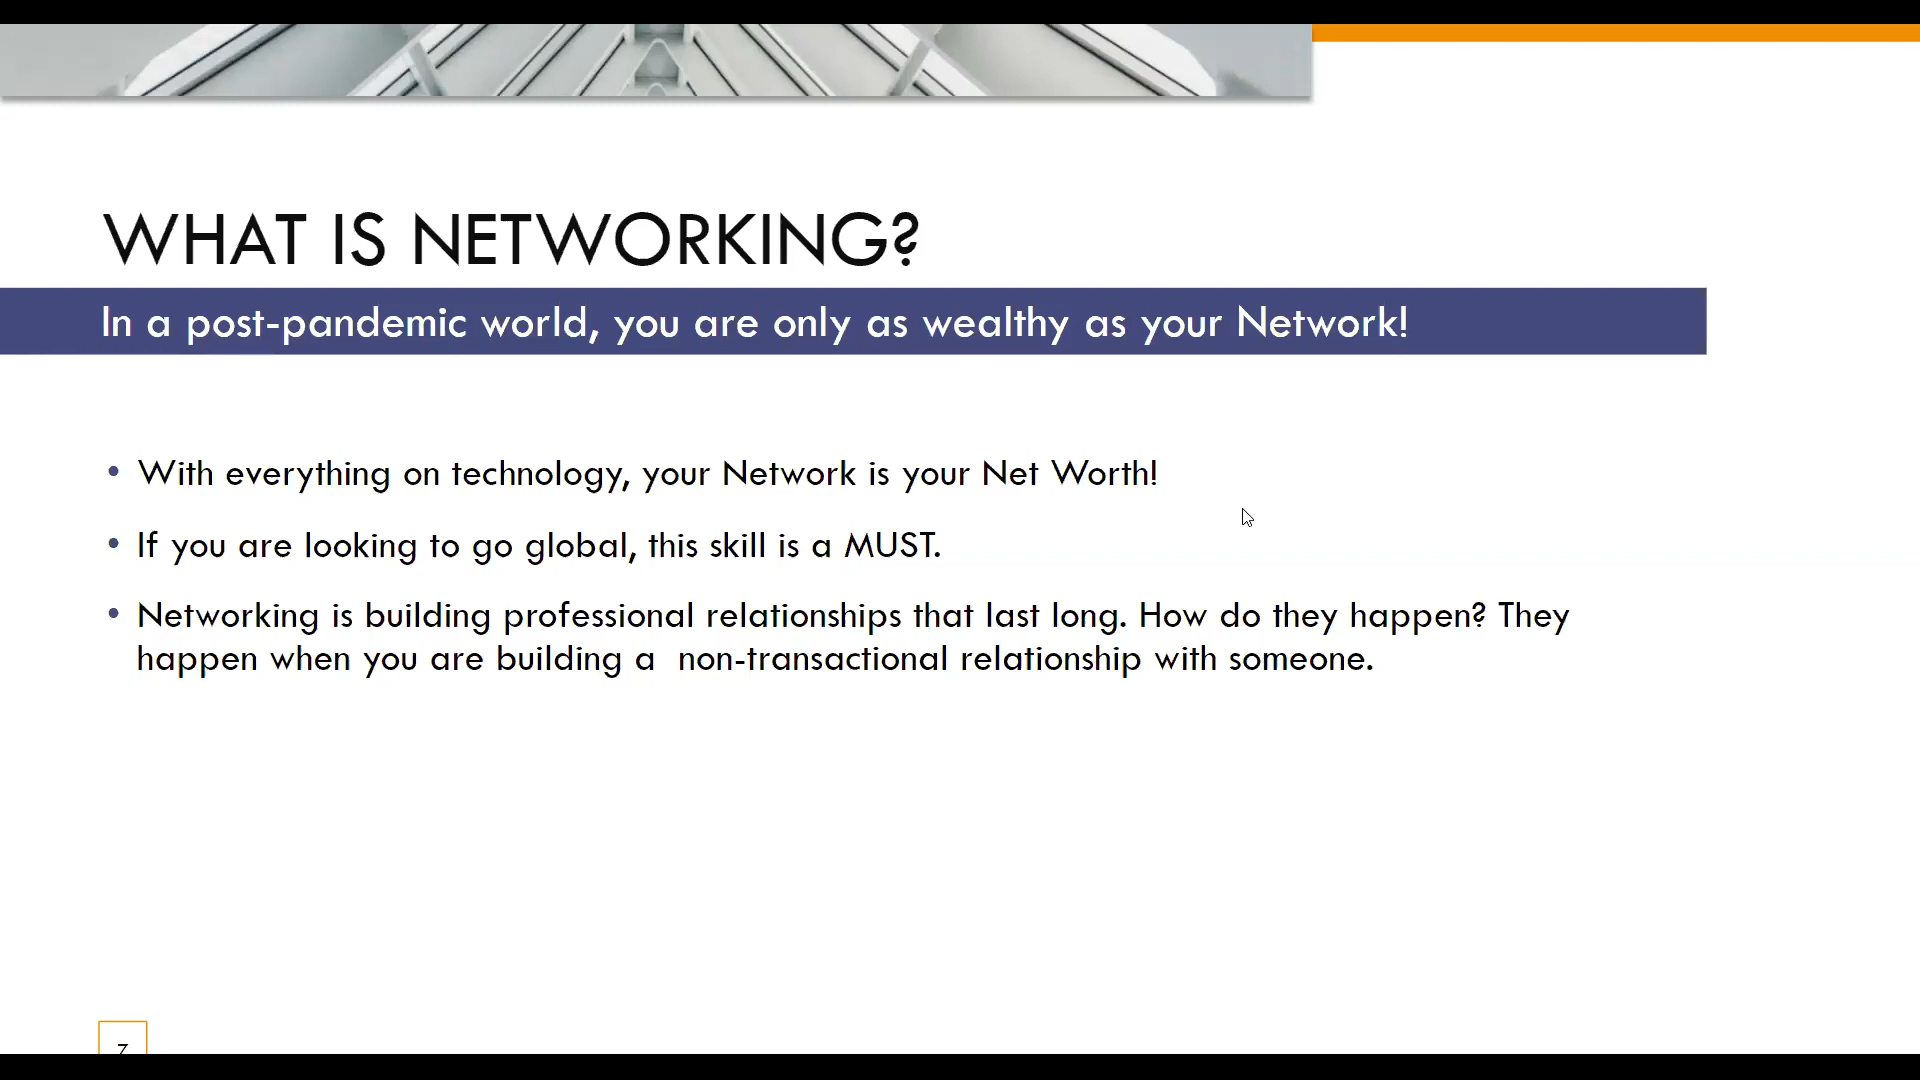 WHAT IS NETWORKING?
In a post-pandemic world, you are only as wealthy as your Network!
• With everything on technology, your Network is your Net Worth!
• If you are looking to go global, this skill is a MUST.
• Networking is building professional relationships that last long. How do they happen? They
happen when you are building a  non-transactional relationship with someone.
7